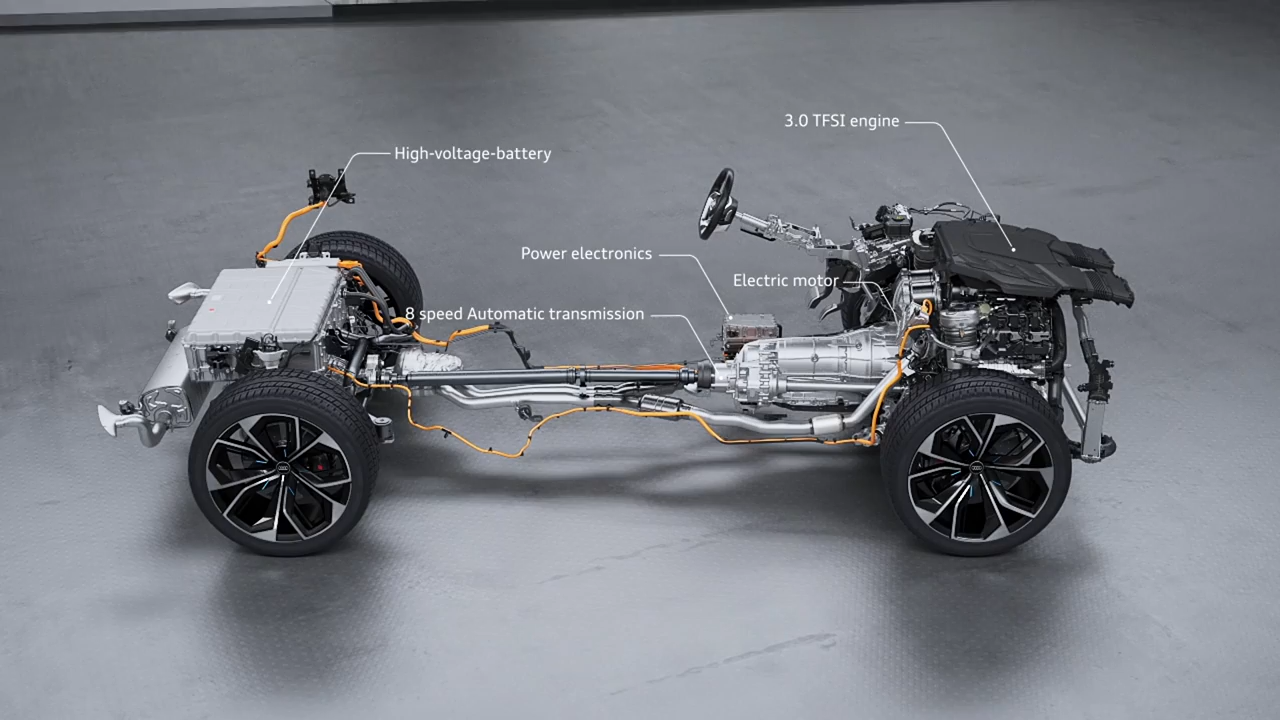 3.0 TFSI engine
High-voltage-battery
Power electronics
Electric motor
8 speed Automatic transmission